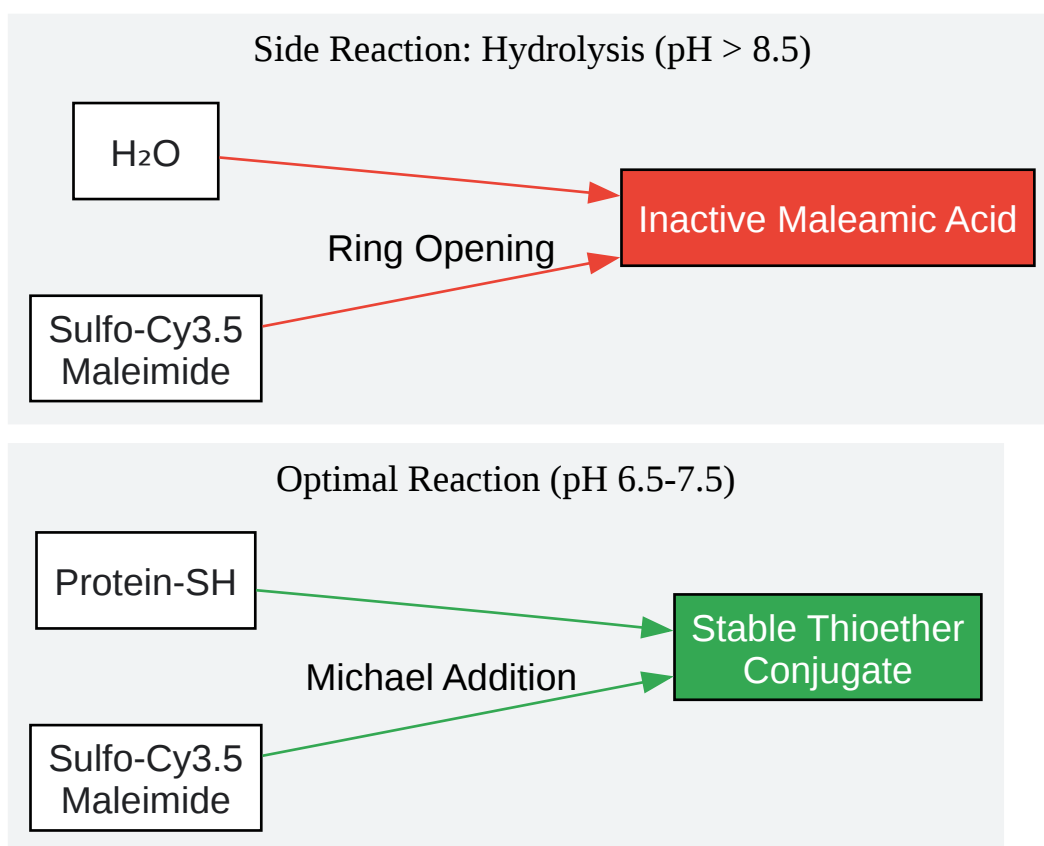 Side Reaction: Hydrolysis (pH > 8.5)
H₂O
Inactive Maleamic Acid
Ring Opening
Sulfo-Cy3.5
Maleimide
Optimal Reaction (pH 6.5-7.5)
Protein-SH
Stable Thioether
Conjugate
Michael Addition
Sulfo-Cy3.5
Maleimide